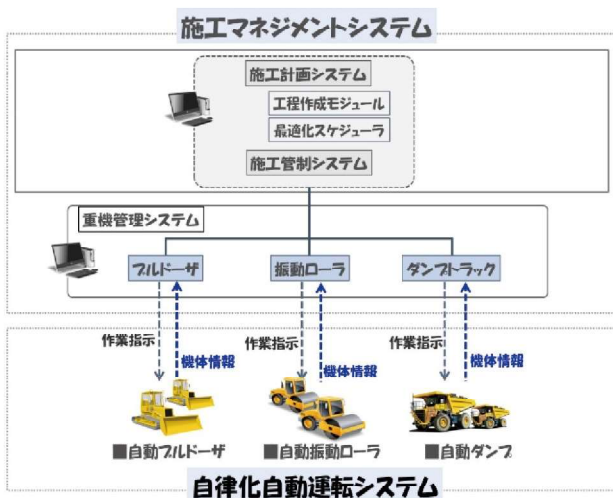 施工マネジメントシステム
施工計画システム
工程作成モジュール
最適化スケジューラ
施工管制システム
重機管理システム
ブルドーザ
振動ローラ
ダンプトラック
作業指示
機体情報
作業指示
機体情報
作業指示
機体情報
■自動ブルドーザ
■自動振動ローラ
■自動ダンプ
自律化自動運転システム